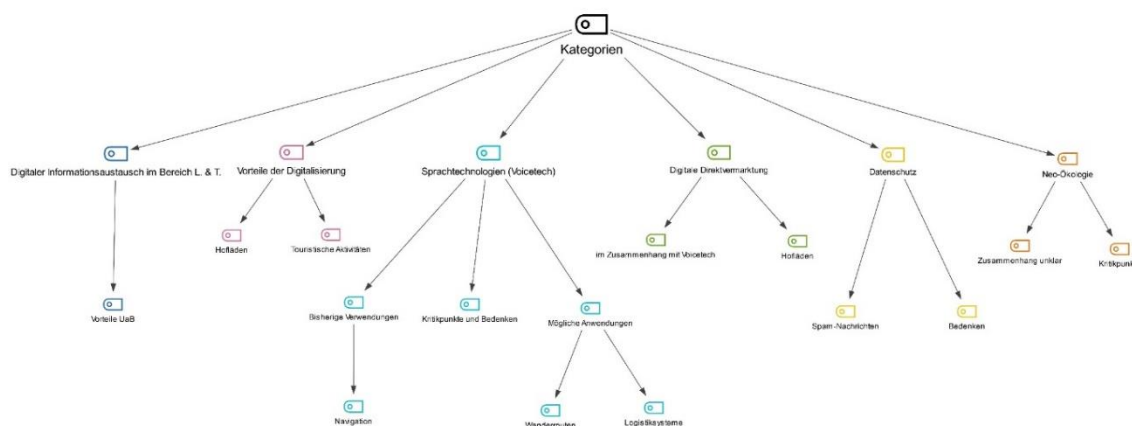 Kategorien
Digitaler Informationsaustausch im Bereich L. & T.
Vorteile der Digitalisierung
Sprachtechnologien (Voicetech)
Digitale Direktvermarktung
Datenschutz
Neo-Ökologie
Hofläden
Touristische Aktivitäten
im Zusammenhang mit Voicetech
Hofläden
Zusammenhang unklar
Kritikpunk
Vorteile UaB
Bisherige Verwendungen
Kritikpunkte und Bedenken
Mögliche Anwendungen
Spam-Nachrichten
Bedenken
Navigation
Wanderrouten
Logistiksysteme